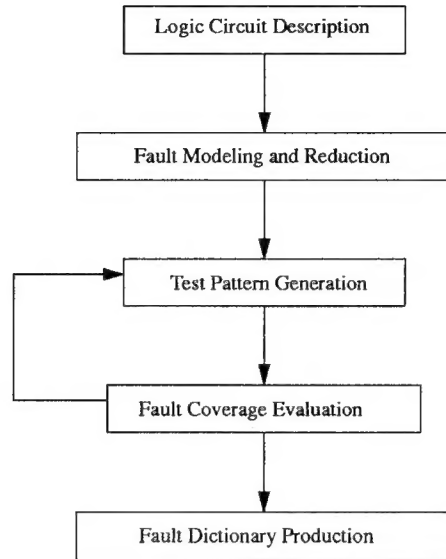 Logic Circuit Description
Fault Modeling and Reduction
Test Pattern Generation
Fault Coverage Evaluation
Fault Dictionary Production